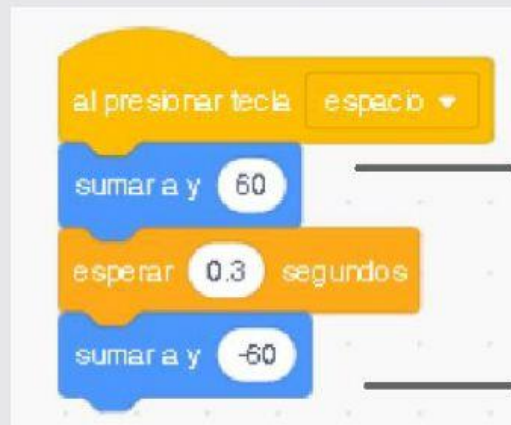 al presionar tecla espacio
sumar a y 60
esperar 0.3 segundos
sumar a y -60